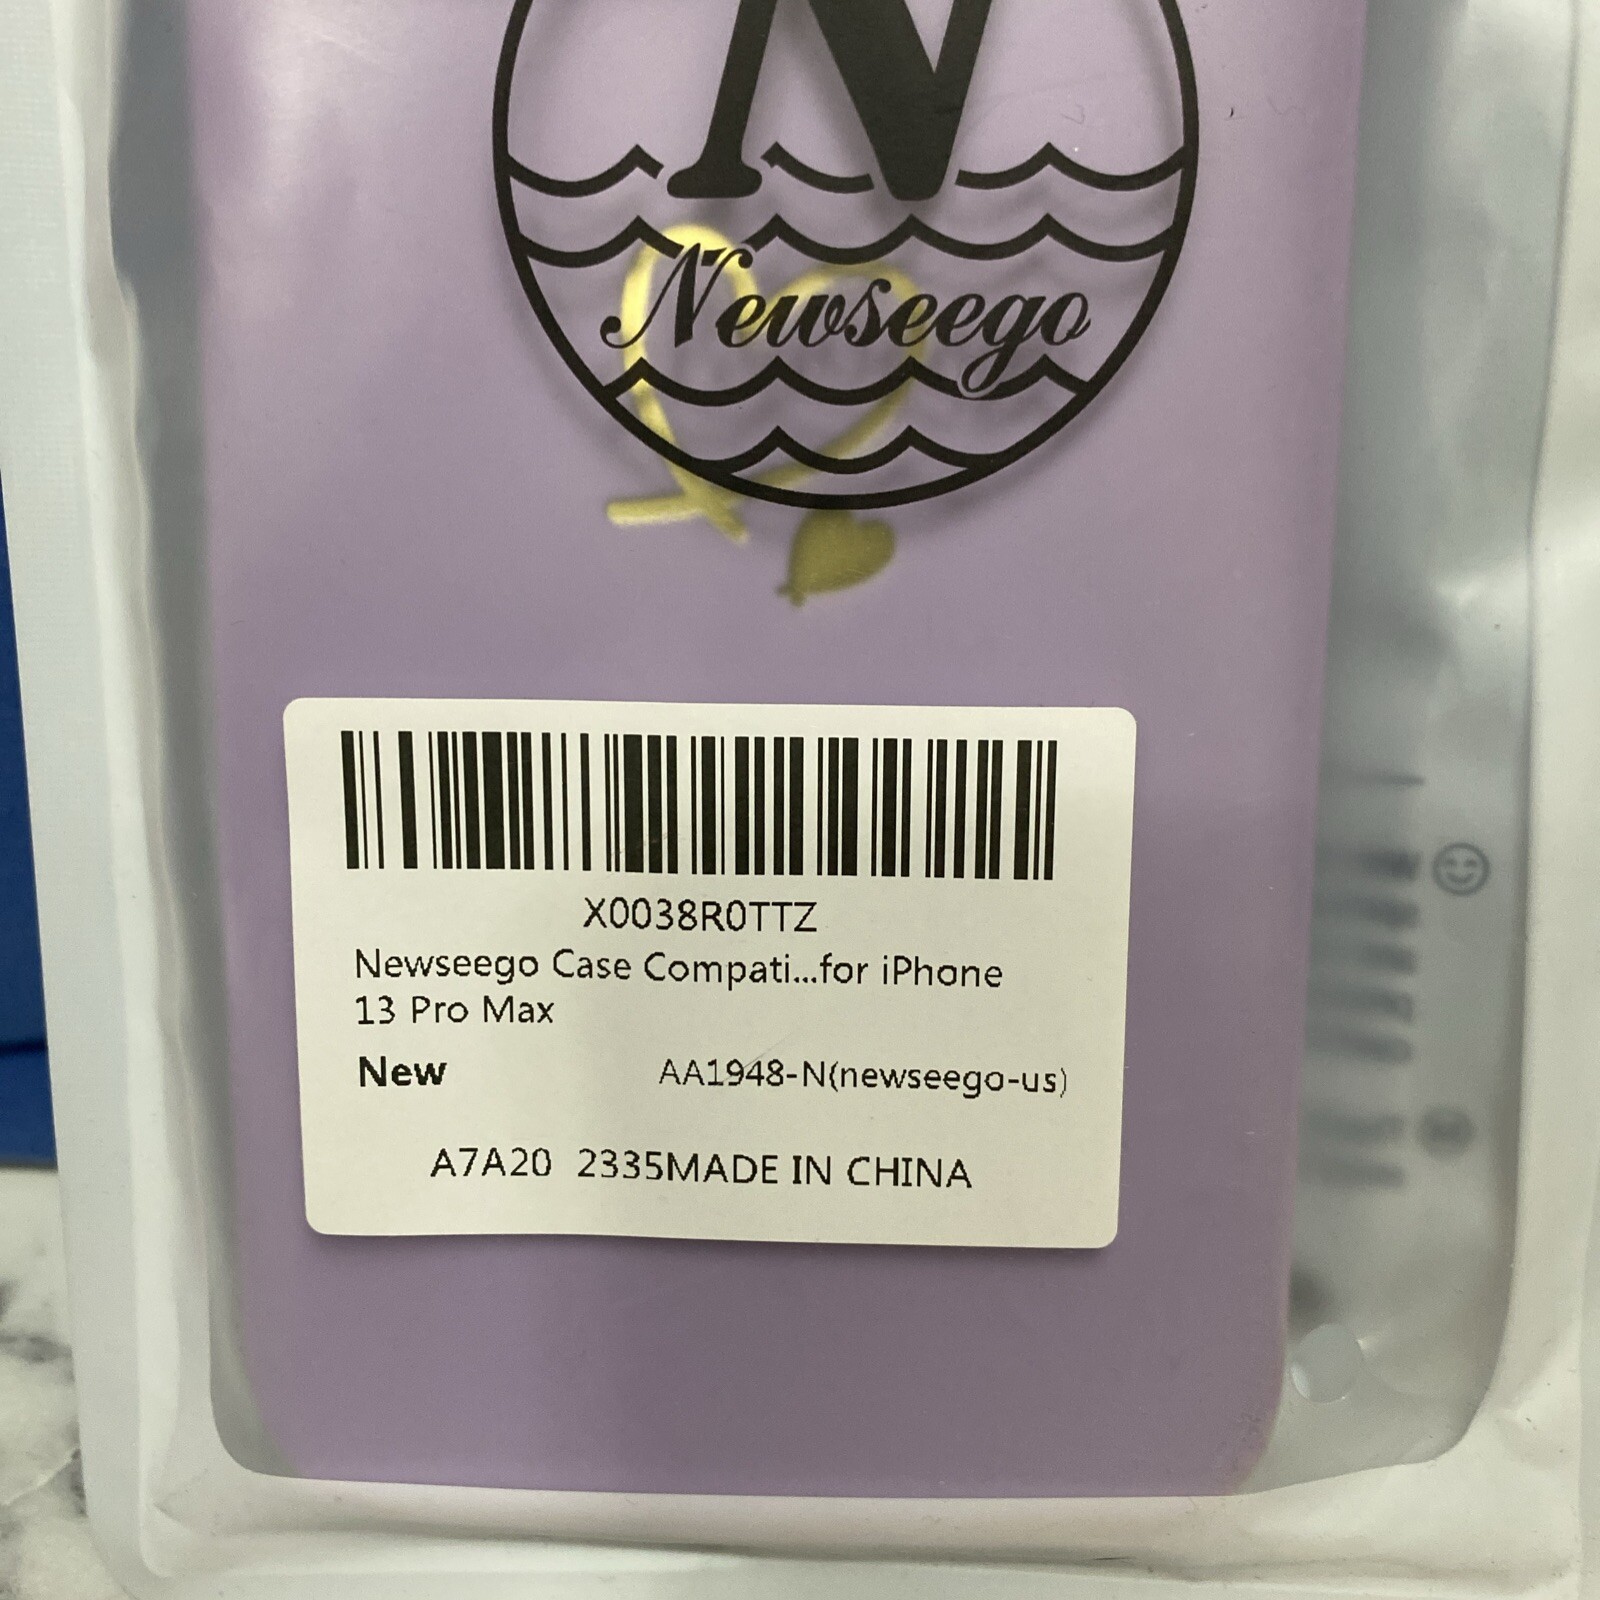 N
Newseego
X0038R0TTZ
Newseego Case Compati...for iPhone
13 Pro Max
New AA1948-N(newseego-us)
A7A20 2335MADE IN CHINA